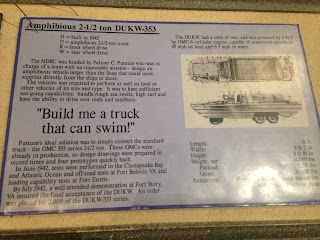 Amphibious 2-1/2 ton DUKW-353
D = built in 1942
U = amphibious 2-1/2 ton truck
K = front wheel drive
W = rear wheel drive
The NDRC was headed by Palmer C. Putnam who was in
charge of a team with an impossible mission - design an
amphibious vehicle larger than the Seep that could move
supplies directly from the ships to shore.
The vehicles were required to perform as well on land as
other vehicles of its size and type. It was to have sufficient
sea-going capabilities: handle rough sea swells, high surf and
have the ability to drive over reefs and sandbars.
"Build me a truck
that can swim!"
Putnam's ideal solution was to simply convert the standard
truck - the GMC 353 series 2-1/2 ton. These GMCs were
already in production, so design drawings were prepared in
record times and four prototypes quickly built.
In June 1942, tests were performed in the Chesapeake Bay
and Atlantic Ocean and off-road tests at Fort Belvoir, VA and
loading capability tests at Fort Eustis.
By July 1942, a well-attended demonstration at Fort Story,
VA ensured the final acceptance of the DUKW. An order
was placed for 2,000 of the DUKW-353 series.
The DUKW had a crew of two, and was powered by a
by GMC 6-cylinder engine, capable of maximum speeds of
mph on land and 6.3 mph in water.
Length
Width:
Height:
Weight, net:
Payload:
Gross:
Armament: